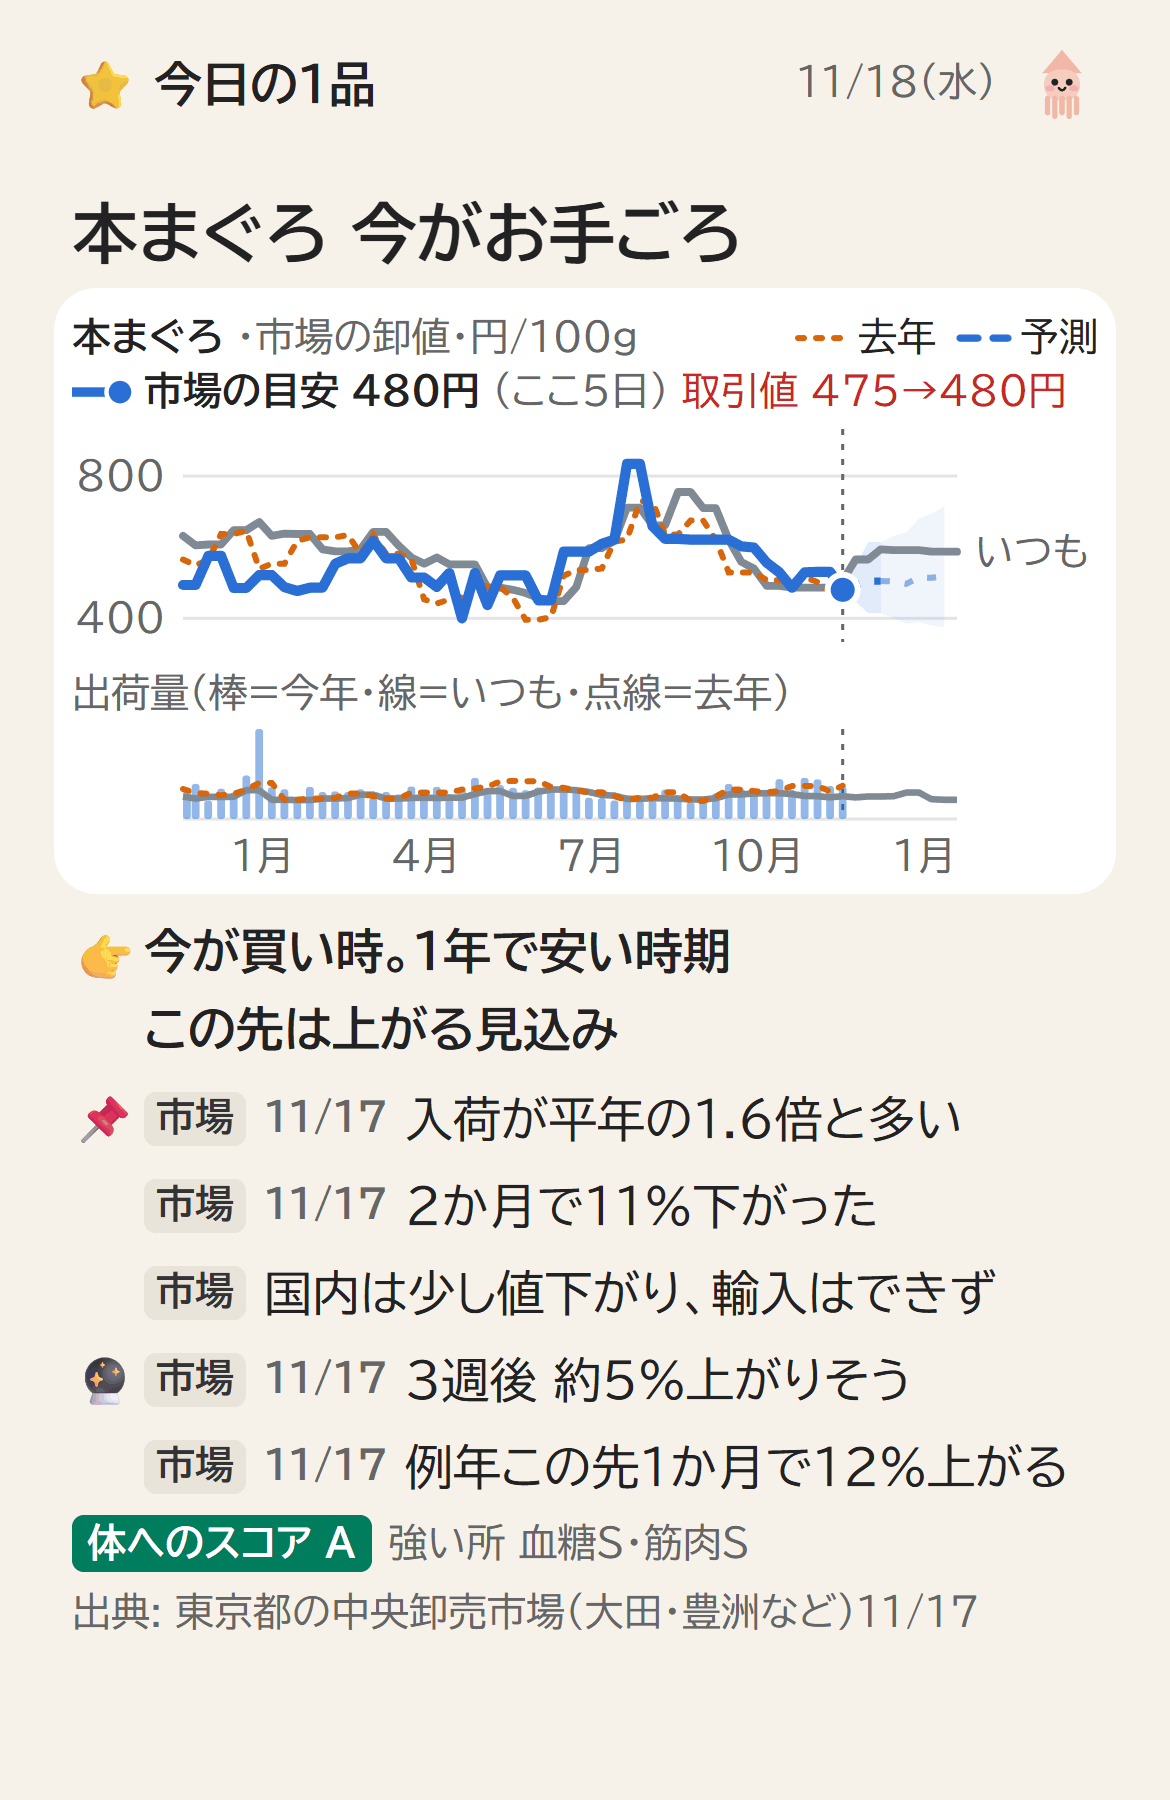 今日の1品
11/18(水)
本まぐろ 今がお手ごろ
本まぐろ ・市場の卸値・円/100g 去年 予測
市場の目安 480円 (ここ5日) 取引値 475→480円
800
いつも
400
出荷量(棒=今年・線=いつも・点線=去年)
1月 4月 7月 10月 1月
今が買い時。1年で安い時期
この先は上がる見込み
市場 11/17 入荷が平年の1.6倍と多い
市場 11/17 2か月で11%下がった
市場 国内は少し値下がり、輸入はできず
市場 11/17 3週後 約5%上がりそう
市場 11/17 例年この先1か月で12%上がる
体へのスコア A 強い所 血糖S・筋肉S
出典: 東京都の中央卸売市場(大田・豊洲など)11/17